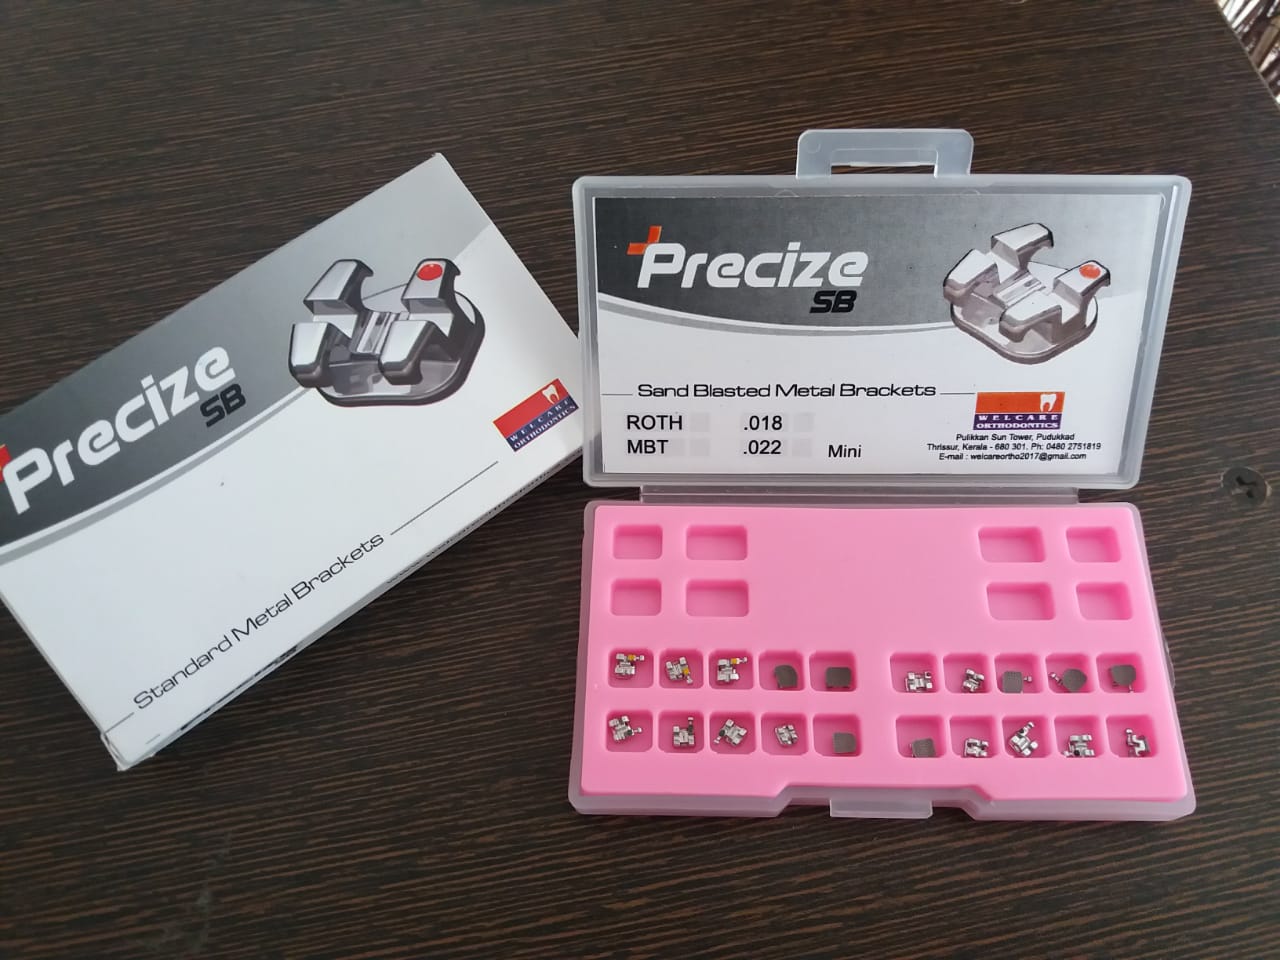 Precize
SB
WELCARE
ORTHODONTICS
Standard Metal Brackets
Precize
SB
Sand Blasted Metal Brackets
ROTH .018
MBT .022 Mini
WELCARE
ORTHODONTICS
Pulikkan Sun Tower, Pudukkad
Thrissur, Kerala - 680 301. Ph: 0480 2751819
E-mail : welcareortho2017@gmail.com